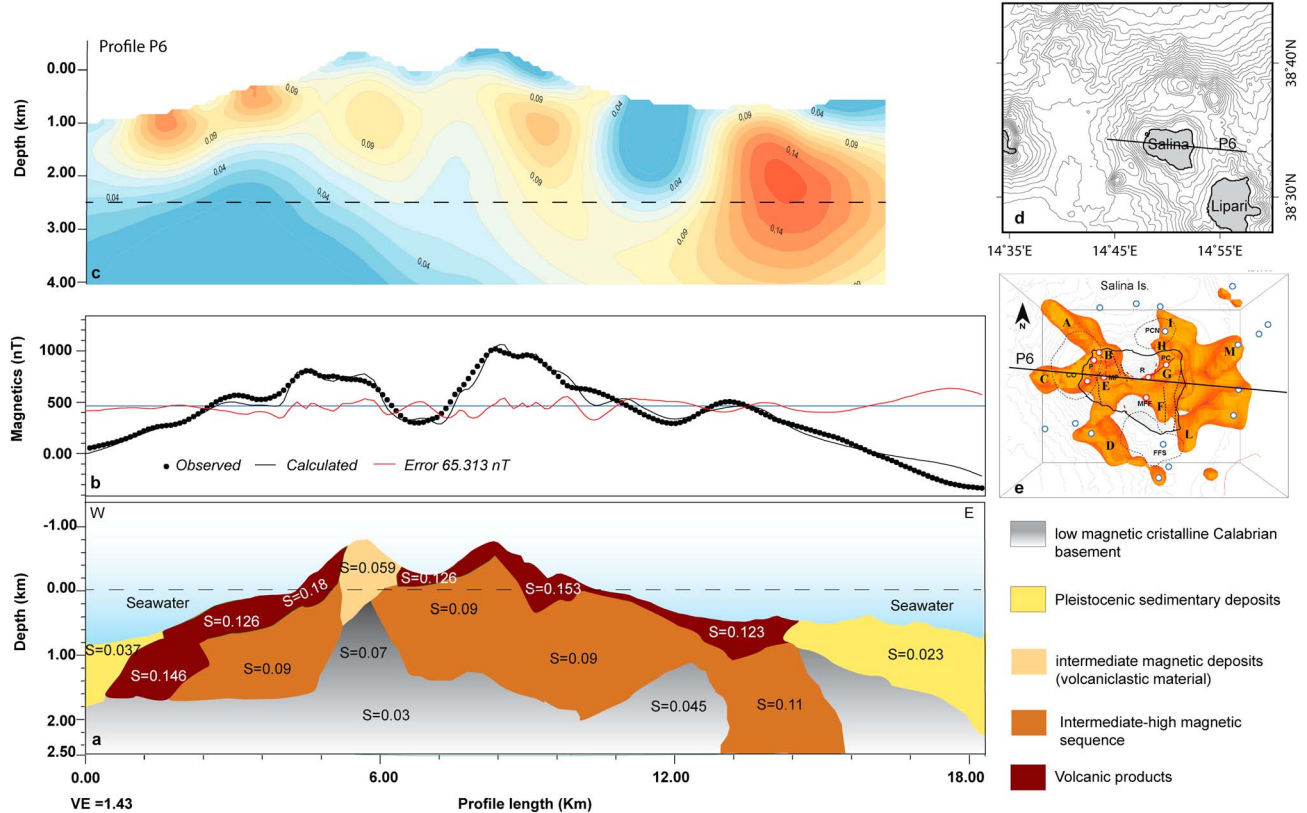 Profile P6
0.00
1.00
2.00
3.00
4.00
Depth (km)
0,09
0,04
0,09
0,04
0,09
0,09
0,14
0,04
0,09
0,09
0,04
0,04
0,04
0,14
0,09
0,04
0,09
c
Salina
P6
Lipari
d
38°40'N
38°30'N
14°35'E
14°45'E
14°55'E
Magnetics (nT)
1000
500
0.00
Observed
Calculated
Error 65.313 nT
b
Salina Is.
N
P6
A
I
PCN
H
M
B
P
PC
R
G
C
CO
MP
E
MFF
F
D
L
FFS
e
W
E
Depth (km)
-1.00
0.00
1.00
2.00
2.50
Seawater
Seawater
S=0.059
S=0.18
S=0.126
S=0.126
S=0.153
S=0.09
S=0.037
S=0.123
S=0.146
S=0.09
S=0.07
S=0.09
S=0.023
S=0.03
S=0.045
S=0.11
a
0.00
6.00
12.00
18.00
VE =1.43
Profile length (Km)
low magnetic cristalline Calabrian
basement
Pleistocenic sedimentary deposits
intermediate magnetic deposits
(volcaniclastic material)
Intermediate-high magnetic
sequence
Volcanic products